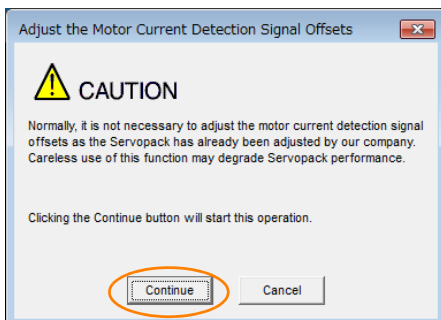 Adjust the Motor Current Detection Signal Offsets
CAUTION
Normally, it is not necessary to adjust the motor current detection signal
offsets as the Servopack has already been adjusted by our company.
Careless use of this function may degrade Servopack performance.
Clicking the Continue button will start this operation.
Continue
Cancel